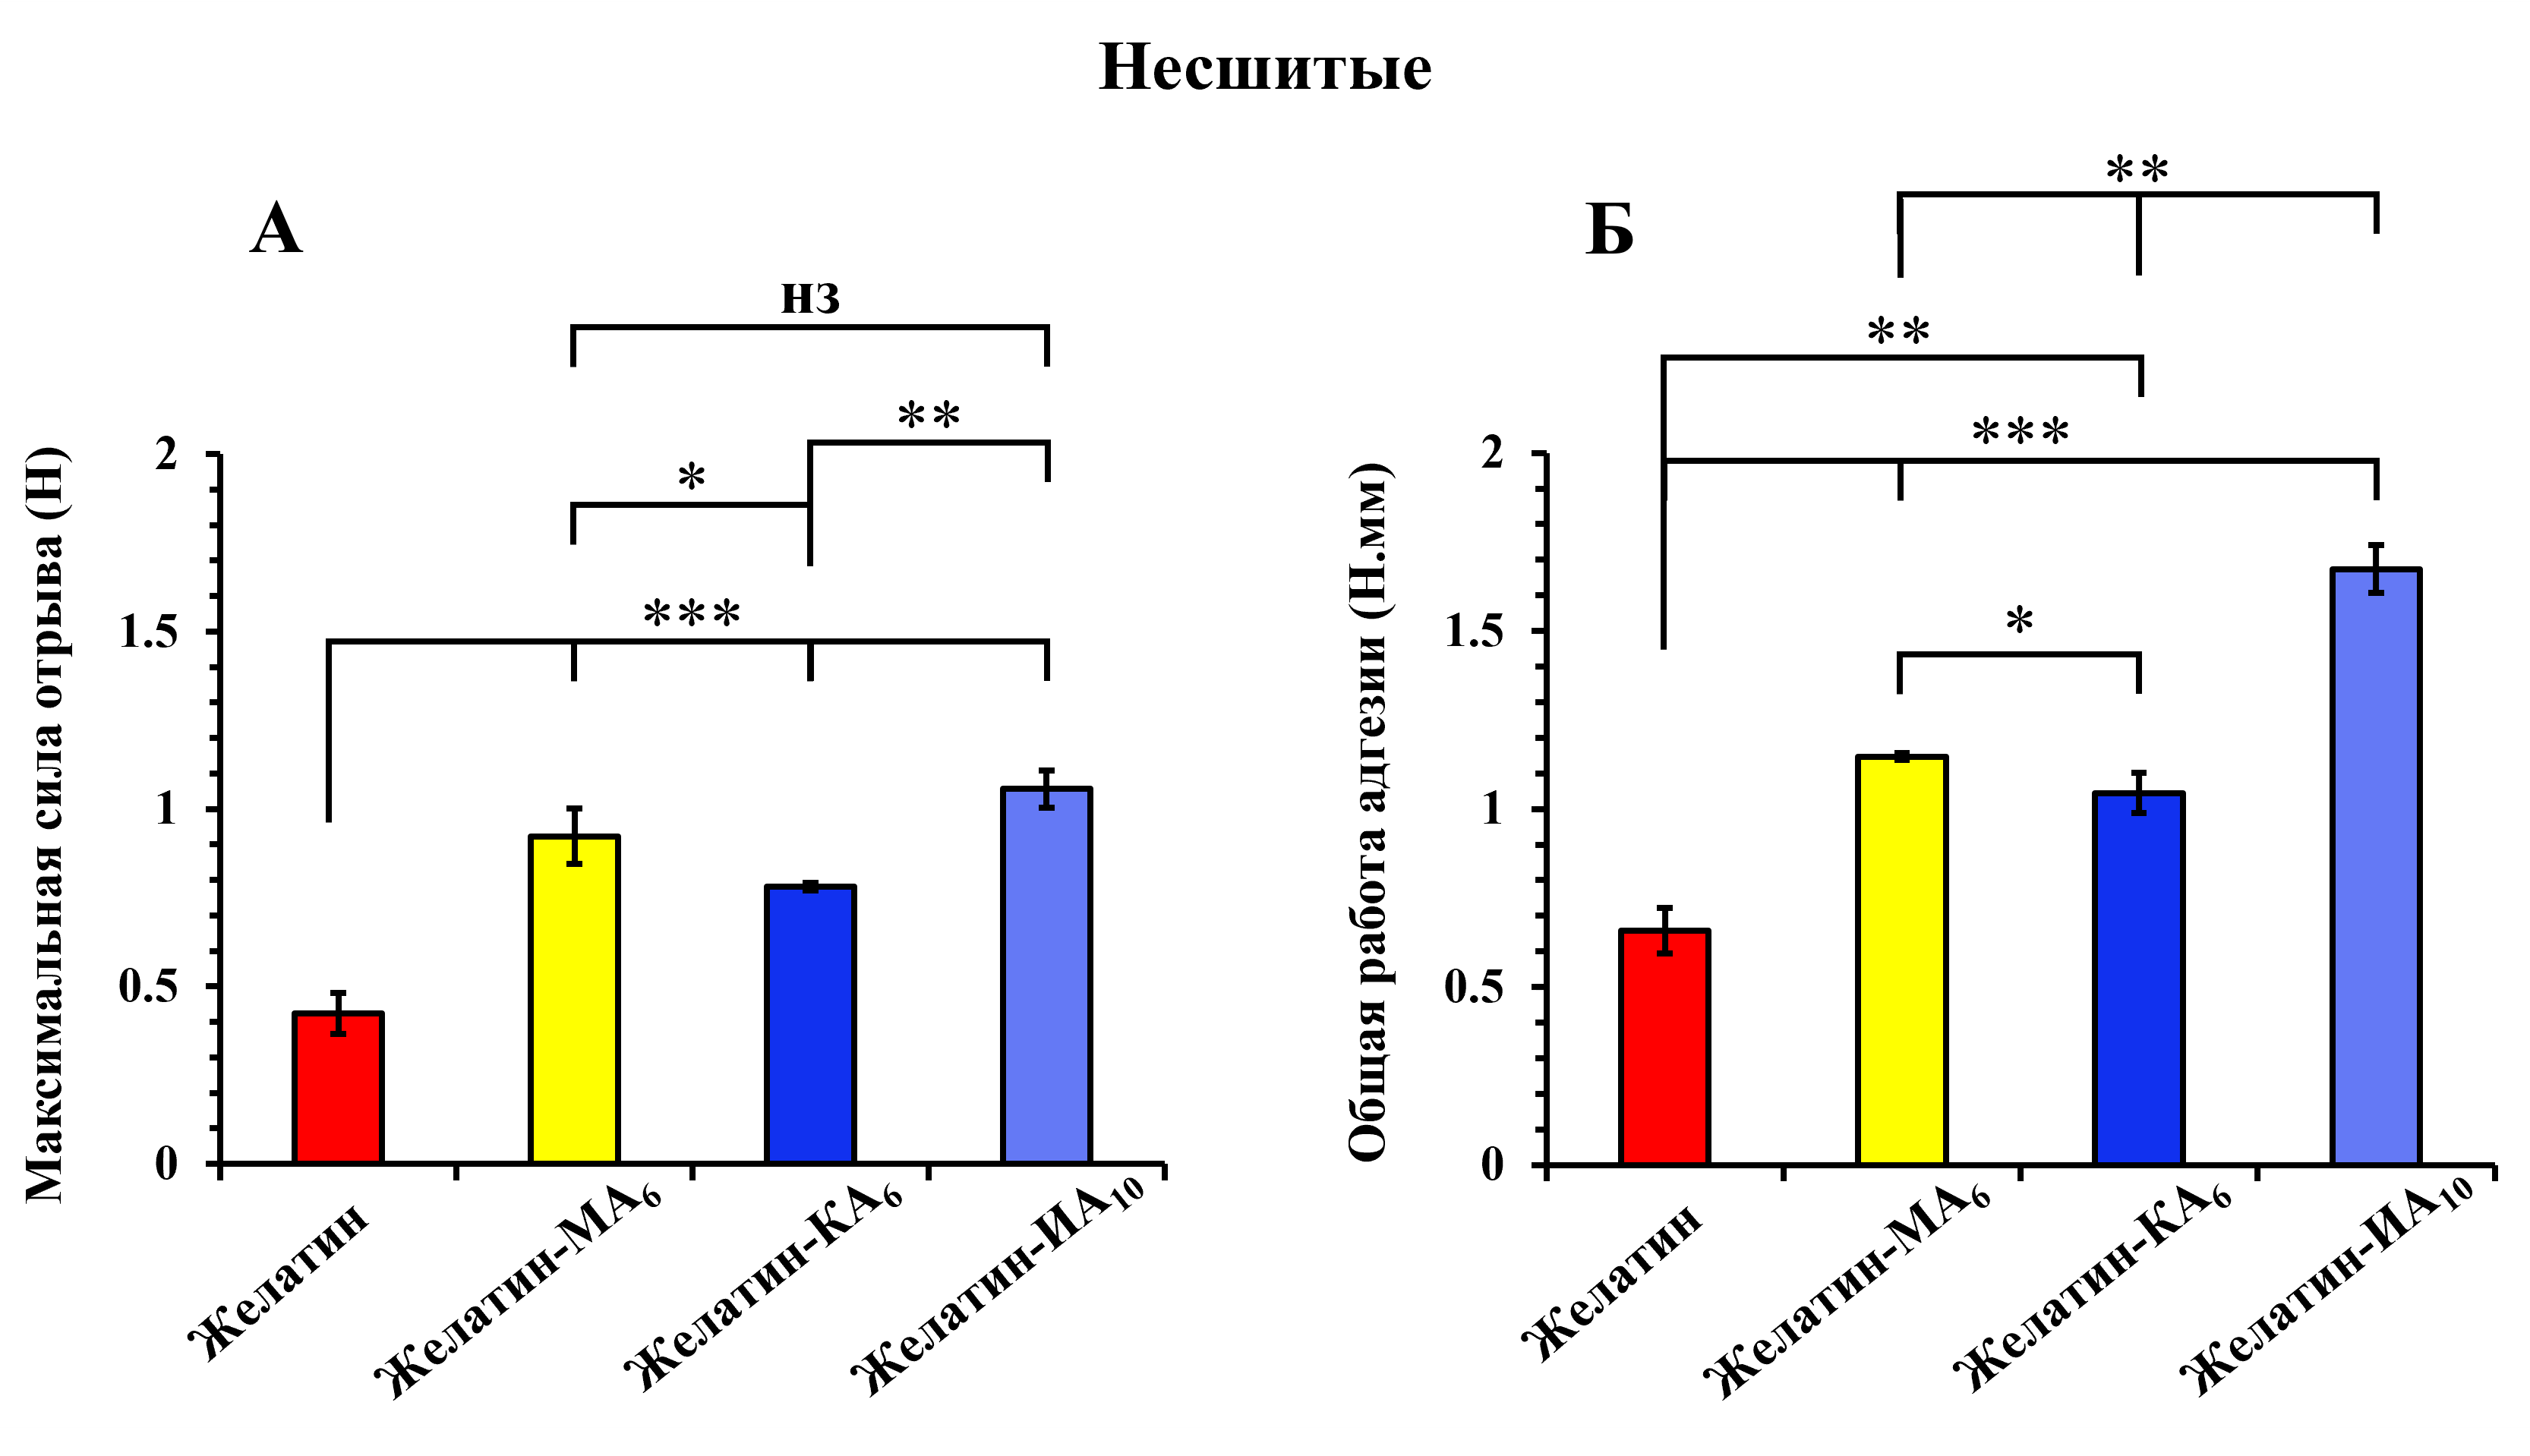 Несшитые
А
нз
**
*
***
Максимальная сила отрыва (Н)
2
1.5
1
0.5
0
Желатин
Желатин-МА6
Желатин-КА6
Желатин-ИА10
Б
**
**
***
*
Общая работа адгезии (Н.мм)
2
1.5
1
0.5
0
Желатин
Желатин-МА6
Желатин-КА6
Желатин-ИА10